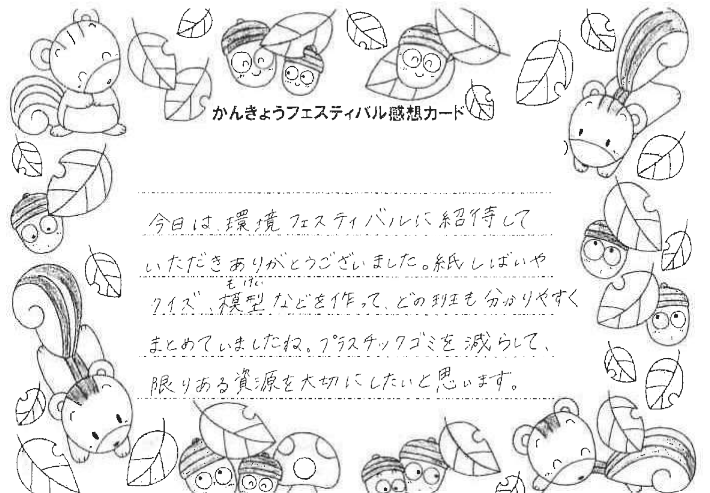 かんきょうフェスティバル感想カード
今日は、環境フェスティバルに紹待して
いただきありがとうございました。紙しばいや
もけい
クイズ、模型などを作って、どの班も分かりやすく
まとめていましたね。プラスチックゴミを減らして、
限りある資源を大切にしたいと思います。